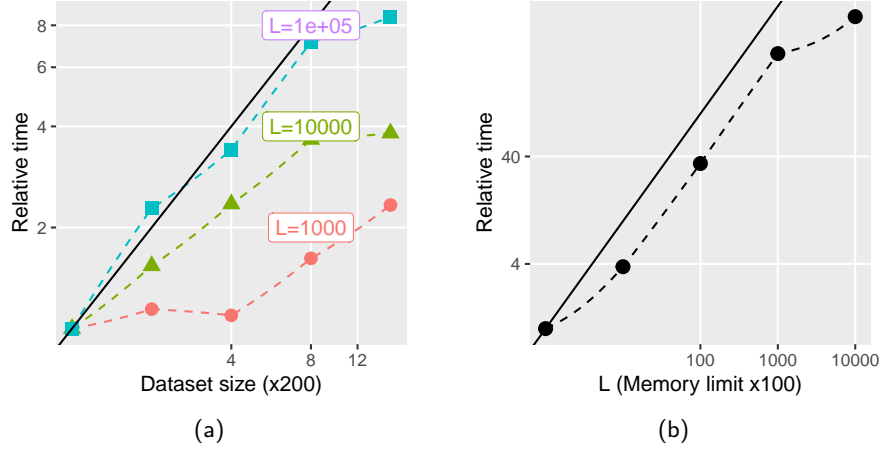 8
6
4
2
Relative time
L=1e+05
L=10000
L=1000
4
8
12
Dataset size (x200)
(a)
40
4
Relative time
100
1000
10000
L (Memory limit x100)
(b)